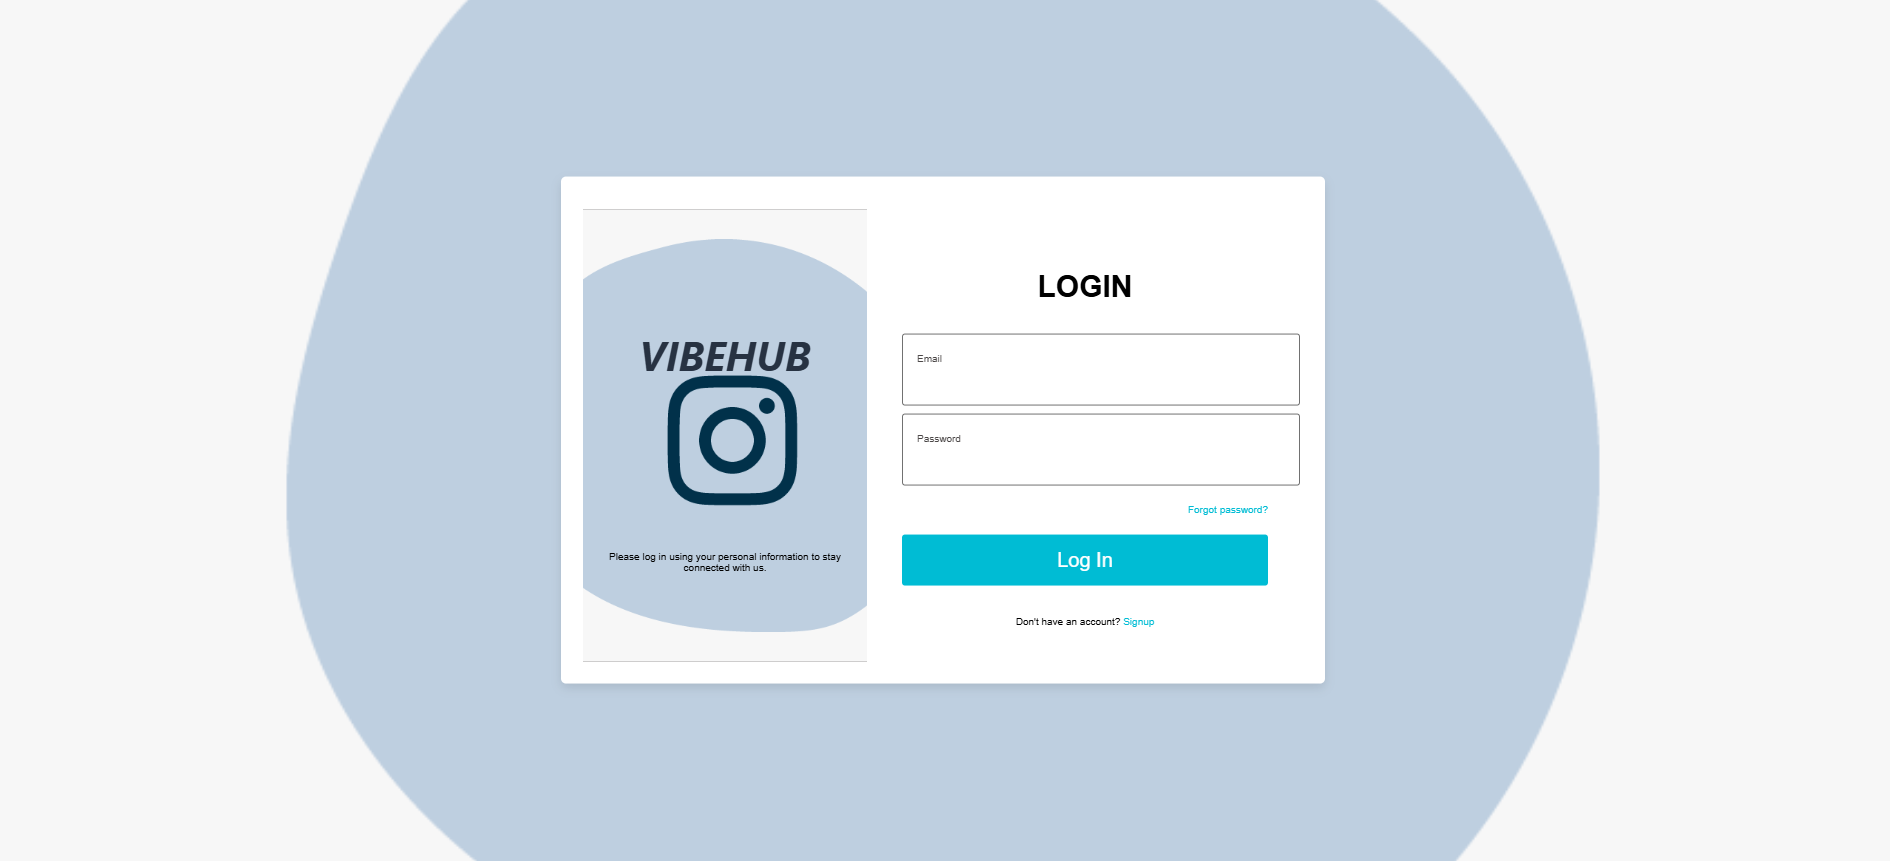 VIBEHUB
Please log in using your personal information to stay
connected with us.
LOGIN
Email
Password
Forgot password?
Log In
Don't have an account? Signup